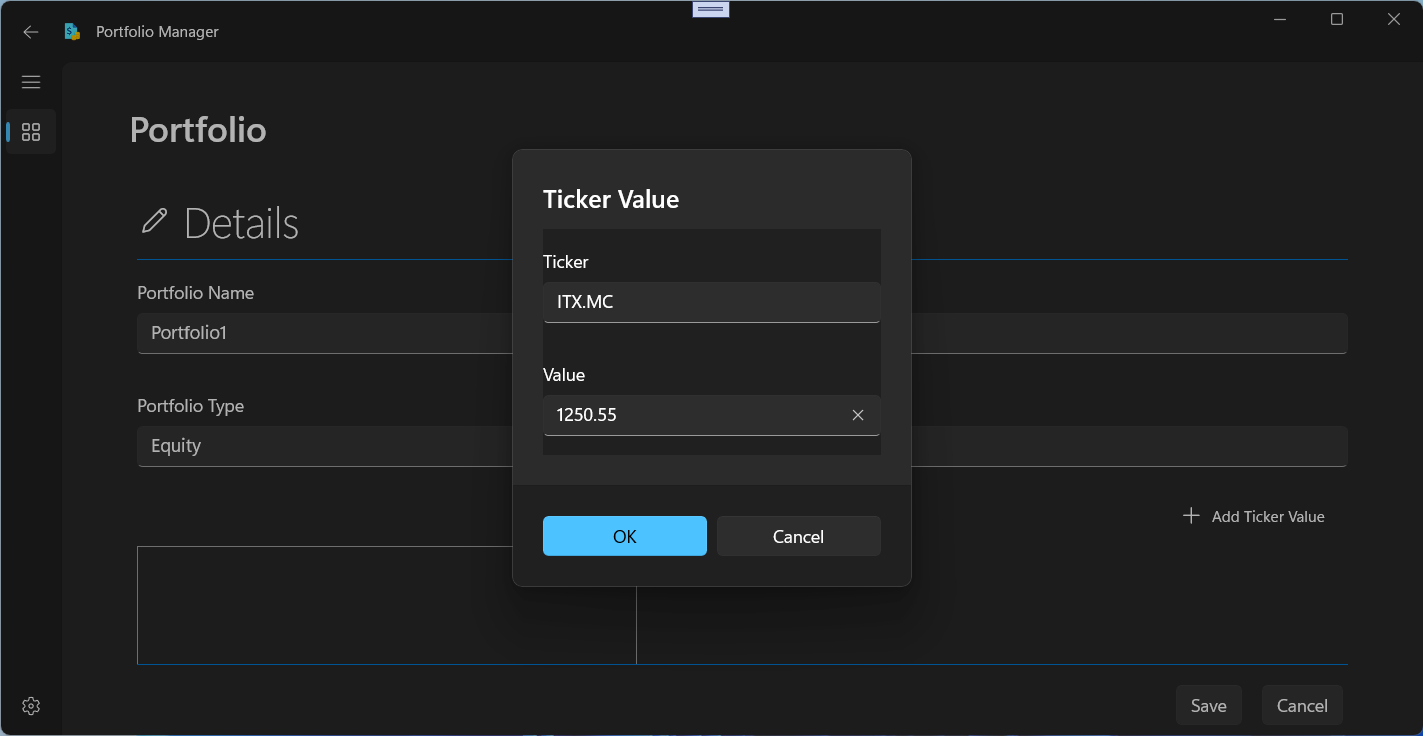 Portfolio Manager
Portfolio
Details
Portfolio Name
Portfolio1
Portfolio Type
Equity
Add Ticker Value
Ticker Value
Ticker
ITX.MC
Value
1250.55
OK
Cancel
Save
Cancel